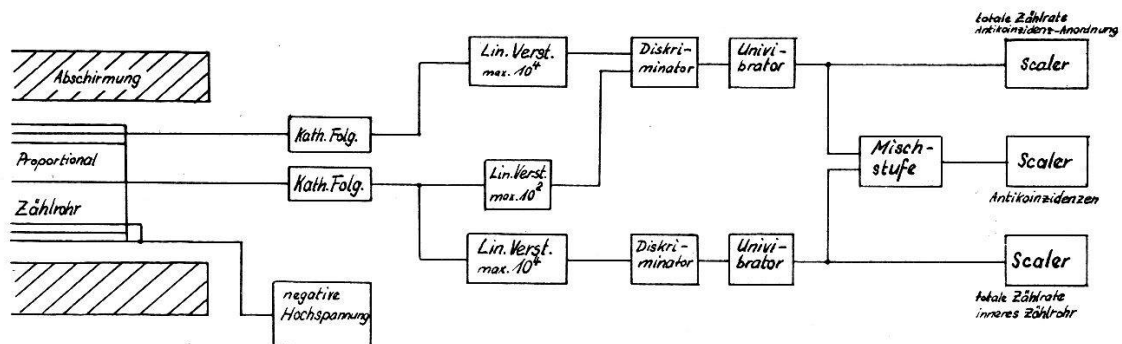 totale Zählrate
Antikoinzidenz-Anordnung
Abschirmung
Lin. Verst.
max. 10⁴
Diskri-
minator
Univi-
brator
Scaler
Kath. Folg.
Proportional
Zählrohr
Kath. Folg.
Lin. Verst.
max. 10²
Misch-
stufe
Scaler
Antikoinzidenzen
Lin. Verst.
max. 10⁴
Diskri-
minator
Univi-
brator
Scaler
totale Zählrate
inneres Zählrohr
negative
Hochspannung